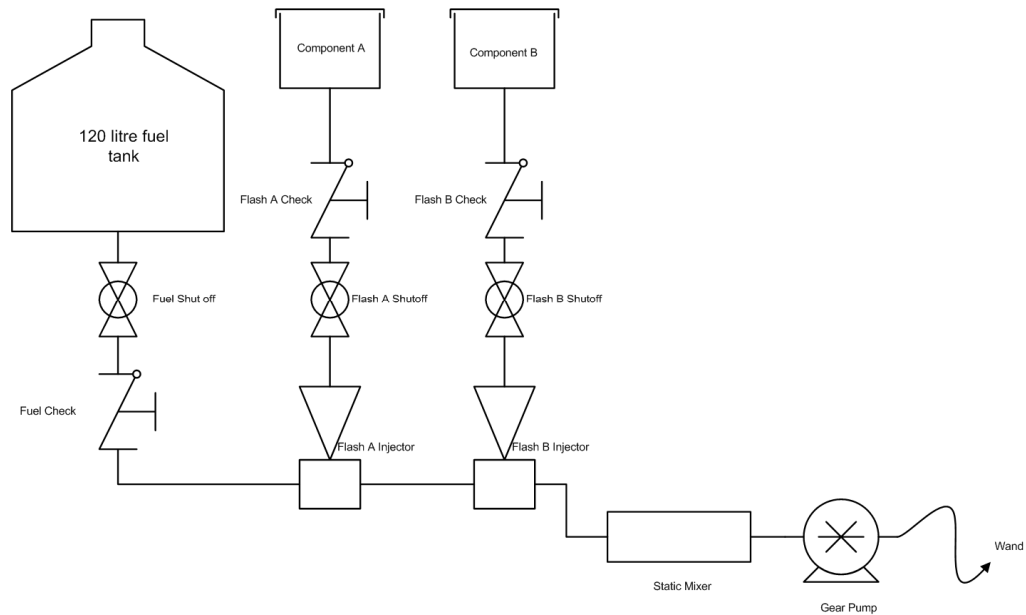 Component A
Component B
120 litre fuel
tank
Flash A Check
Flash B Check
Fuel Shut off
Flash A Shutoff
Flash B Shutoff
Fuel Check
Flash A Injector
Flash B Injector
Wand
Static Mixer
Gear Pump